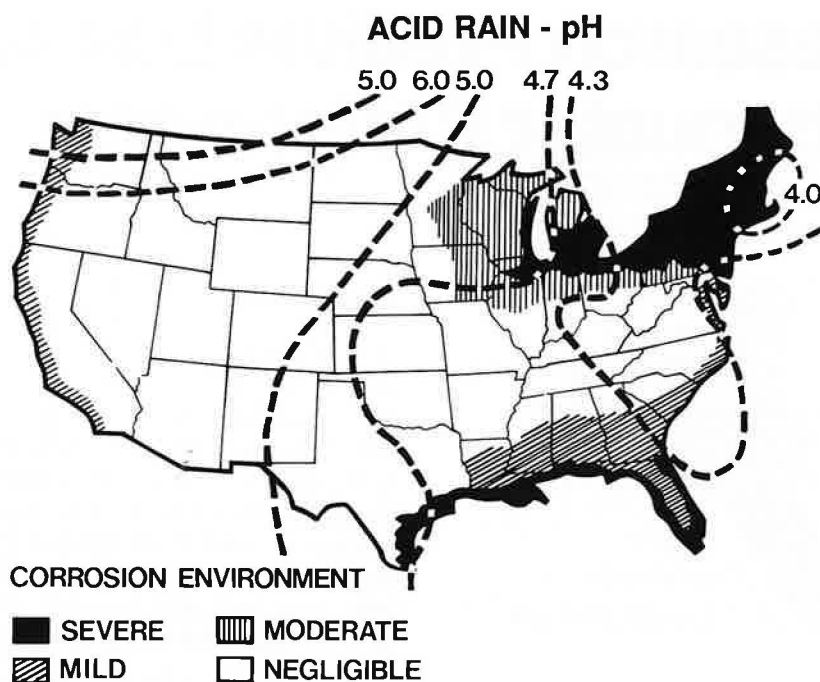 ACID RAIN - pH
5.0 6.0 5.0 4.7 4.3
4.0
CORROSION ENVIRONMENT
SEVERE MODERATE
MILD NEGLIGIBLE